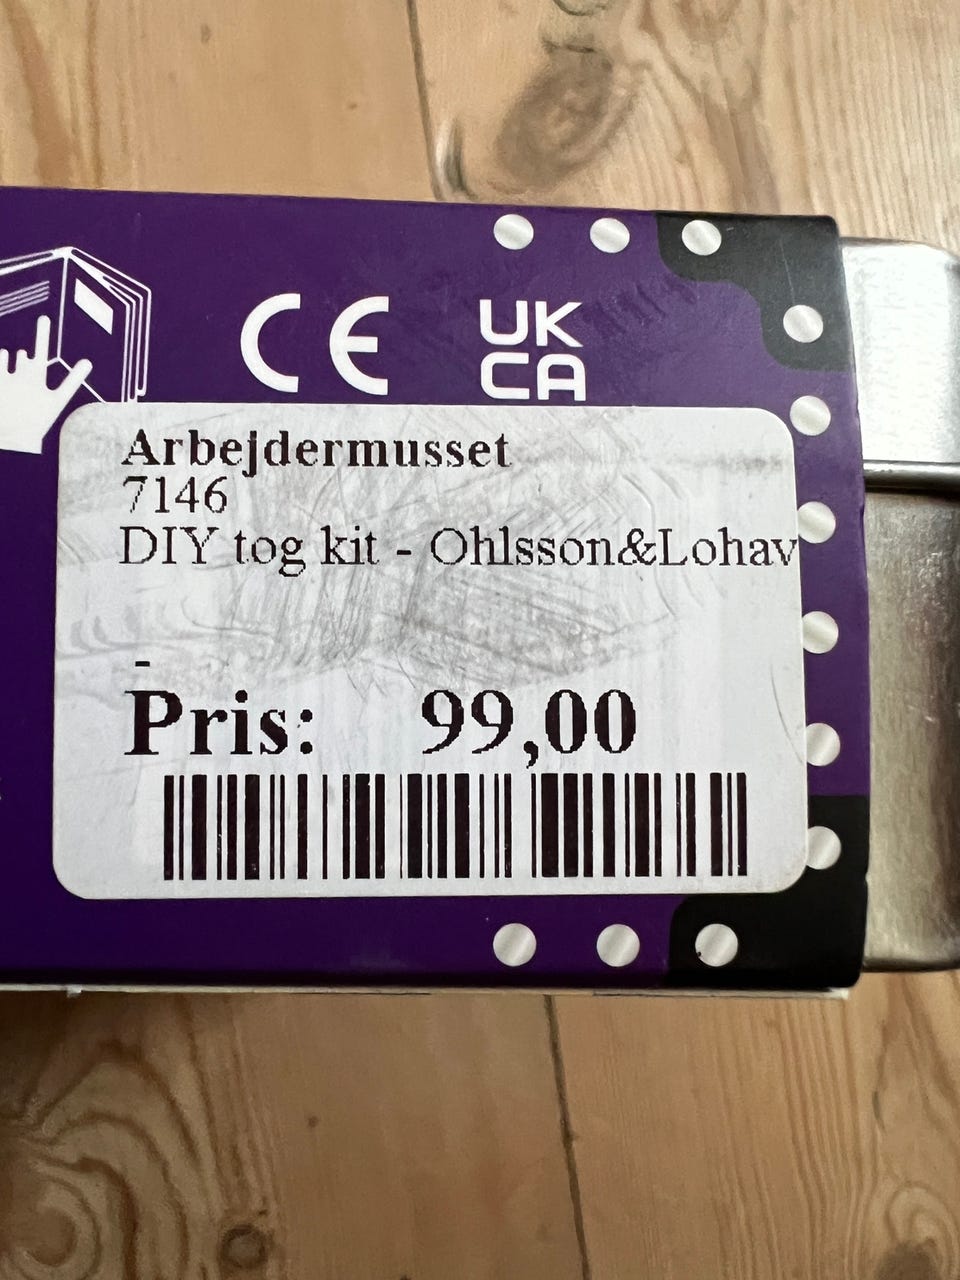 CE
UK
CA
Arbejdermusset
7146
DIY tog kit - Ohlsson&Lohav
-
Pris: 99,00